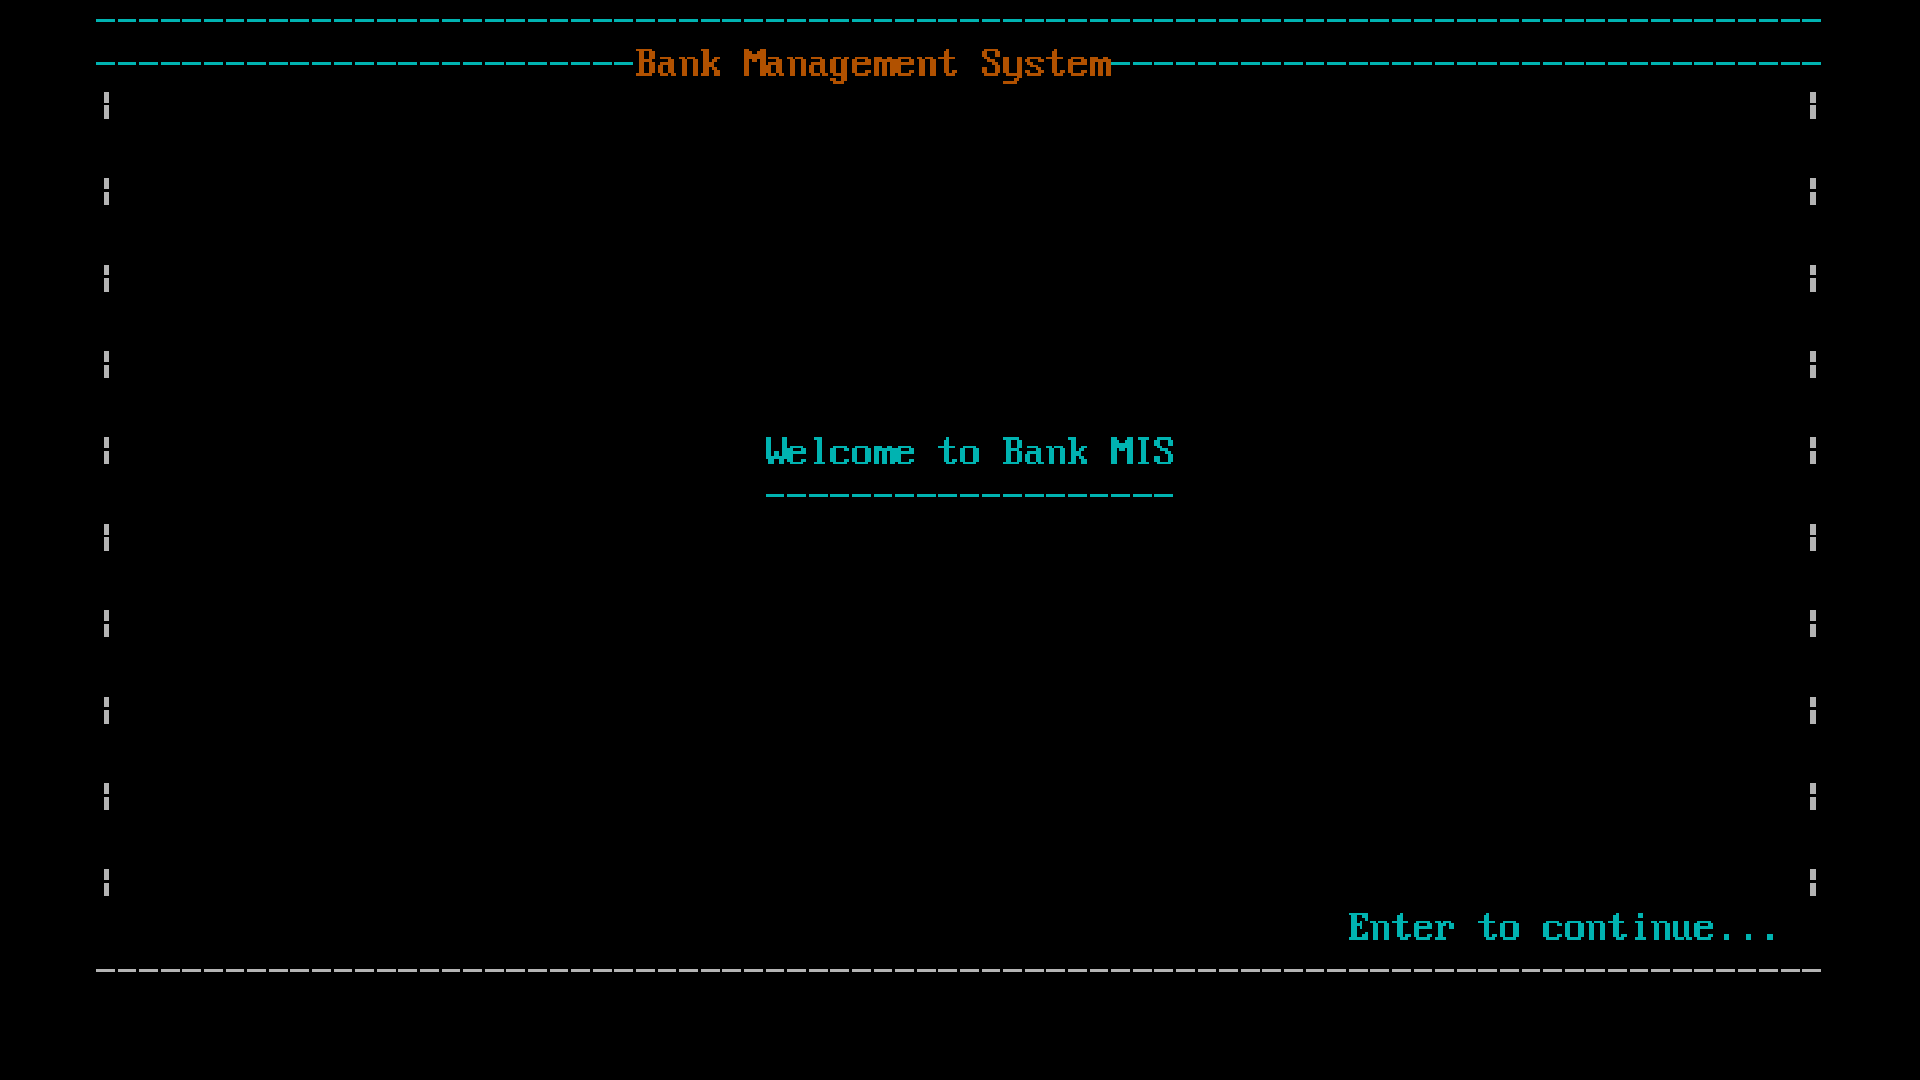 Bank Management System
Welcome to Bank MIS
Enter to continue...